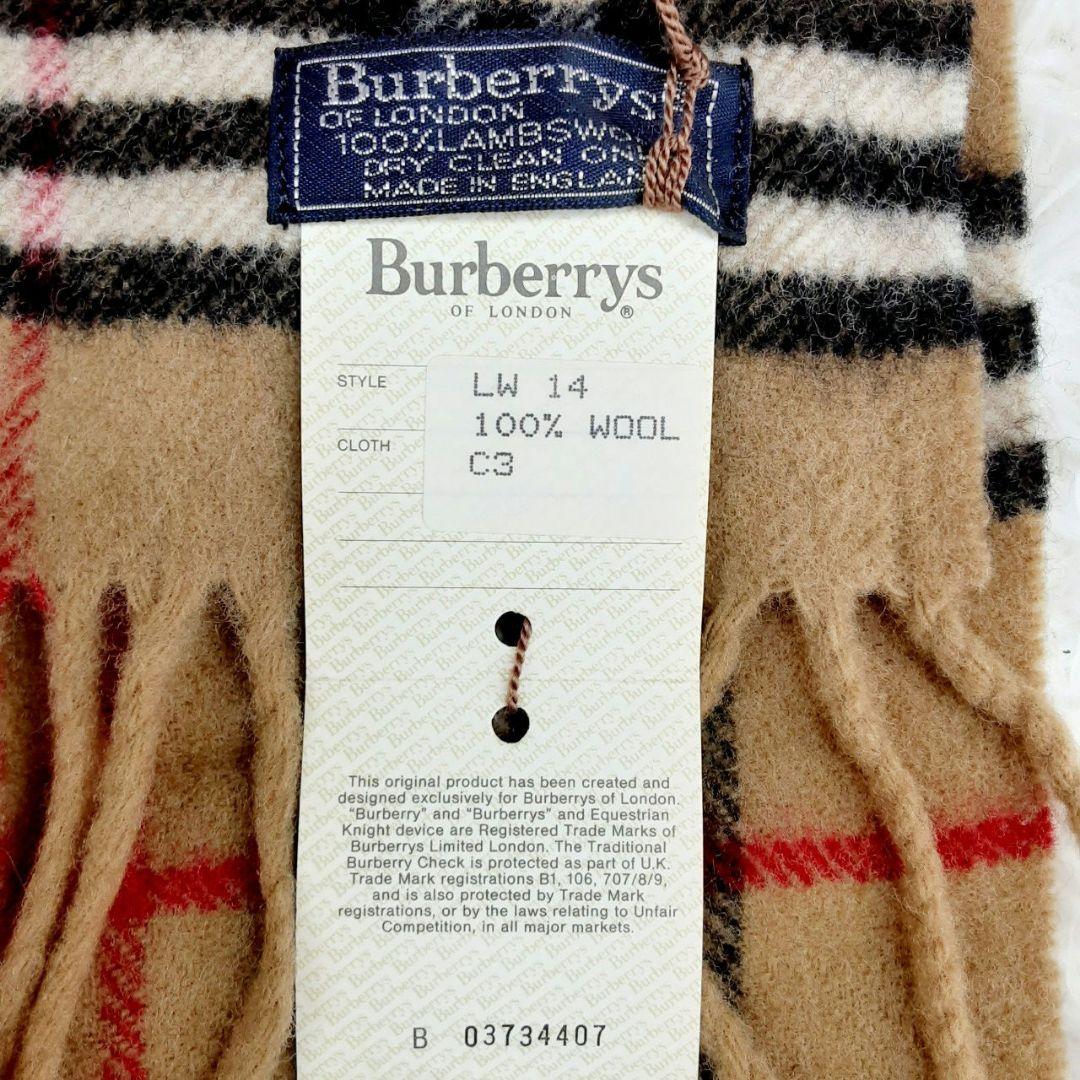 Burberrys
OF LONDON
100% LAMBSWO
DRY CLEAN ON
MADE IN ENGLAN
Burberrys
OF LONDON ®
STYLE LW 14
100% WOOL
CLOTH C3
This original product has been created and
designed exclusively for Burberrys of London.
"Burberry" and "Burberrys" and Equestrian
Knight device are Registered Trade Marks of
Burberrys Limited London. The Traditional
Burberry Check is protected as part of U.K.
Trade Mark registrations B1, 106, 707/8/9,
and is also protected by Trade Mark
registrations, or by the laws relating to Unfair
Competition, in all major markets.
B 03734407